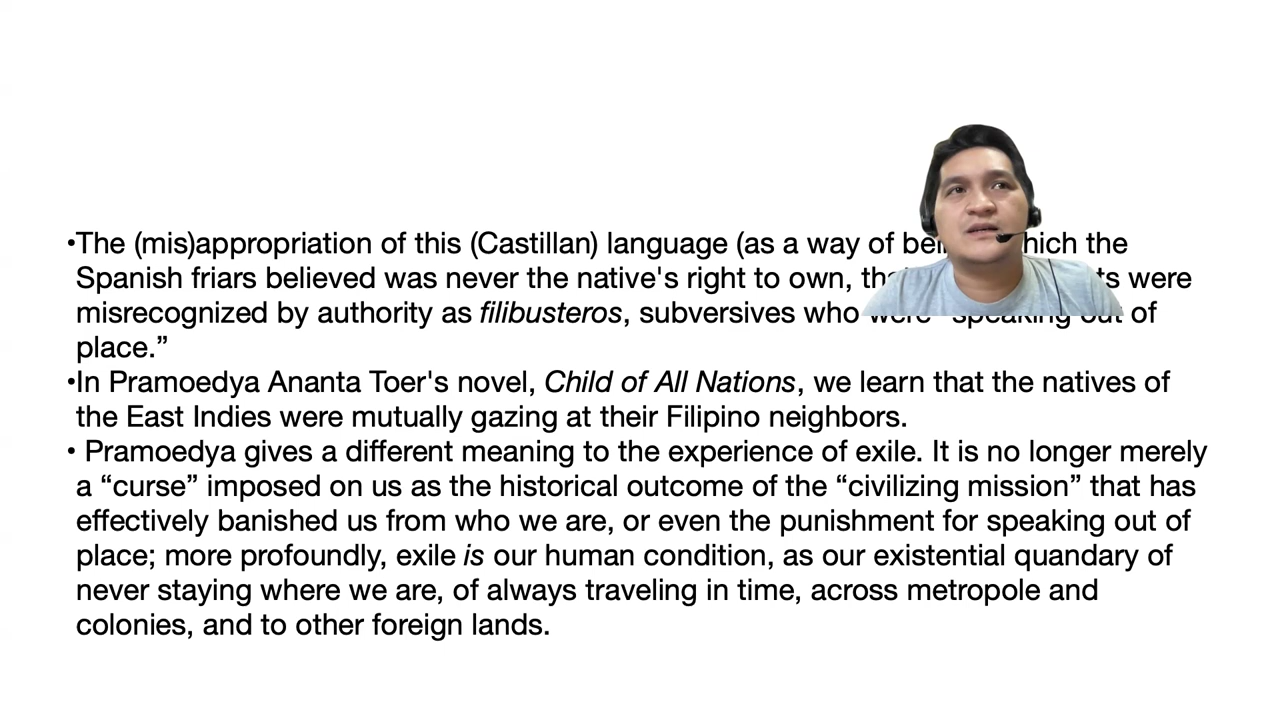 •The (mis)appropriation of this (Castillan) language (as a way of hich the
Spanish friars believed was never the native's right to own, were
misrecognized by authority as filibusteros, subversives who were “speaking out of
place.”
•In Pramoedya Ananta Toer's novel, Child of All Nations, we learn that the natives of
the East Indies were mutually gazing at their Filipino neighbors.
• Pramoedya gives a different meaning to the experience of exile. It is no longer merely
a “curse” imposed on us as the historical outcome of the “civilizing mission” that has
effectively banished us from who we are, or even the punishment for speaking out of
place; more profoundly, exile is our human condition, as our existential quandary of
never staying where we are, of always traveling in time, across metropole and
colonies, and to other foreign lands.